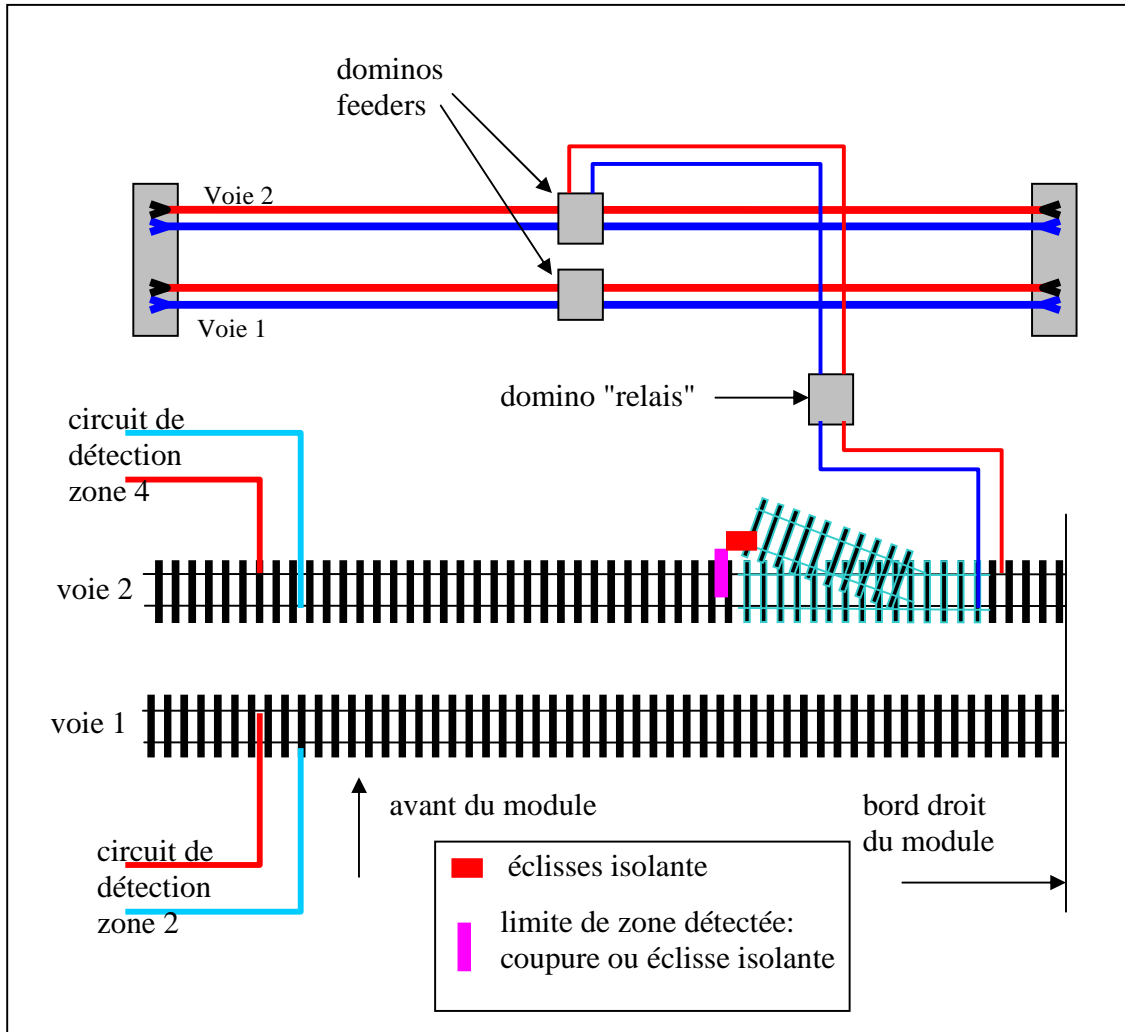 dominos
feeders
Voie 2
Voie 1
domino "relais"
circuit de
détection
zone 4
voie 2
voie 1
avant du module
bord droit
du module
circuit de
détection
zone 2
éclisses isolante
limite de zone détectée:
coupure ou éclisse isolante